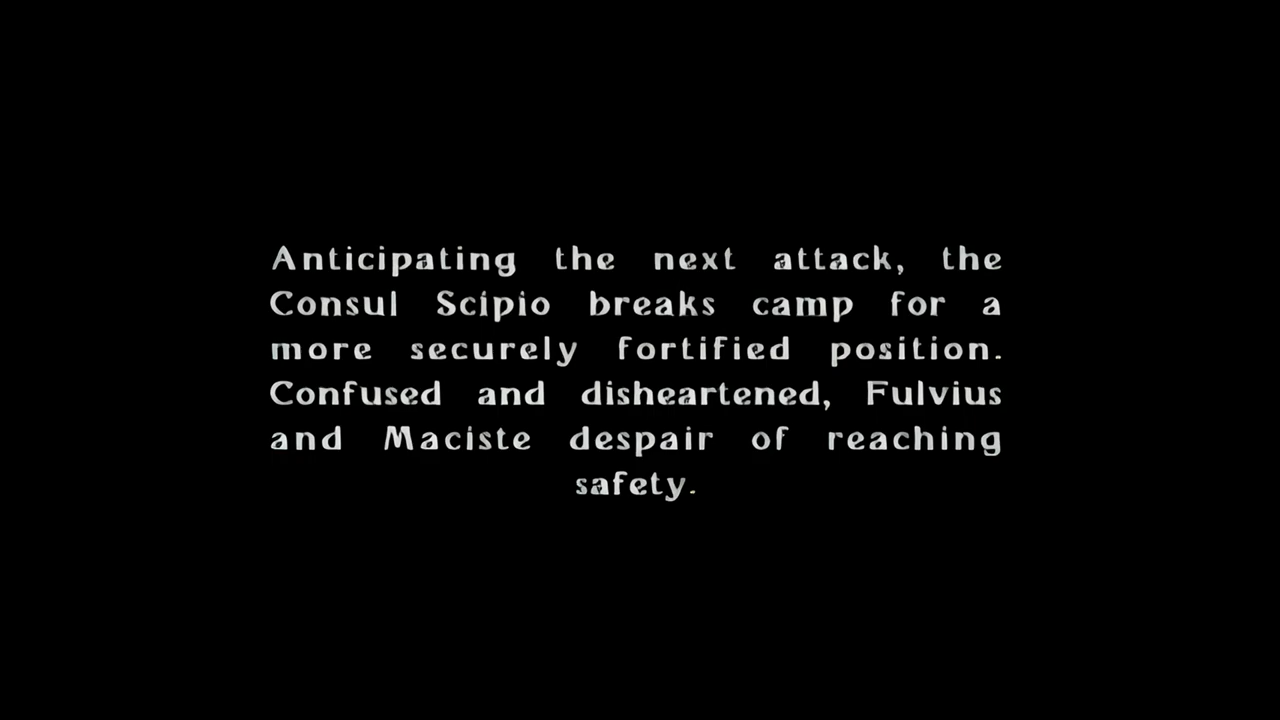 Anticipating the next attack, the
Consul Scipio breaks camp for a
more securely fortified position.
Confused and disheartened, Fulvius
and Maciste despair of reaching
safety.